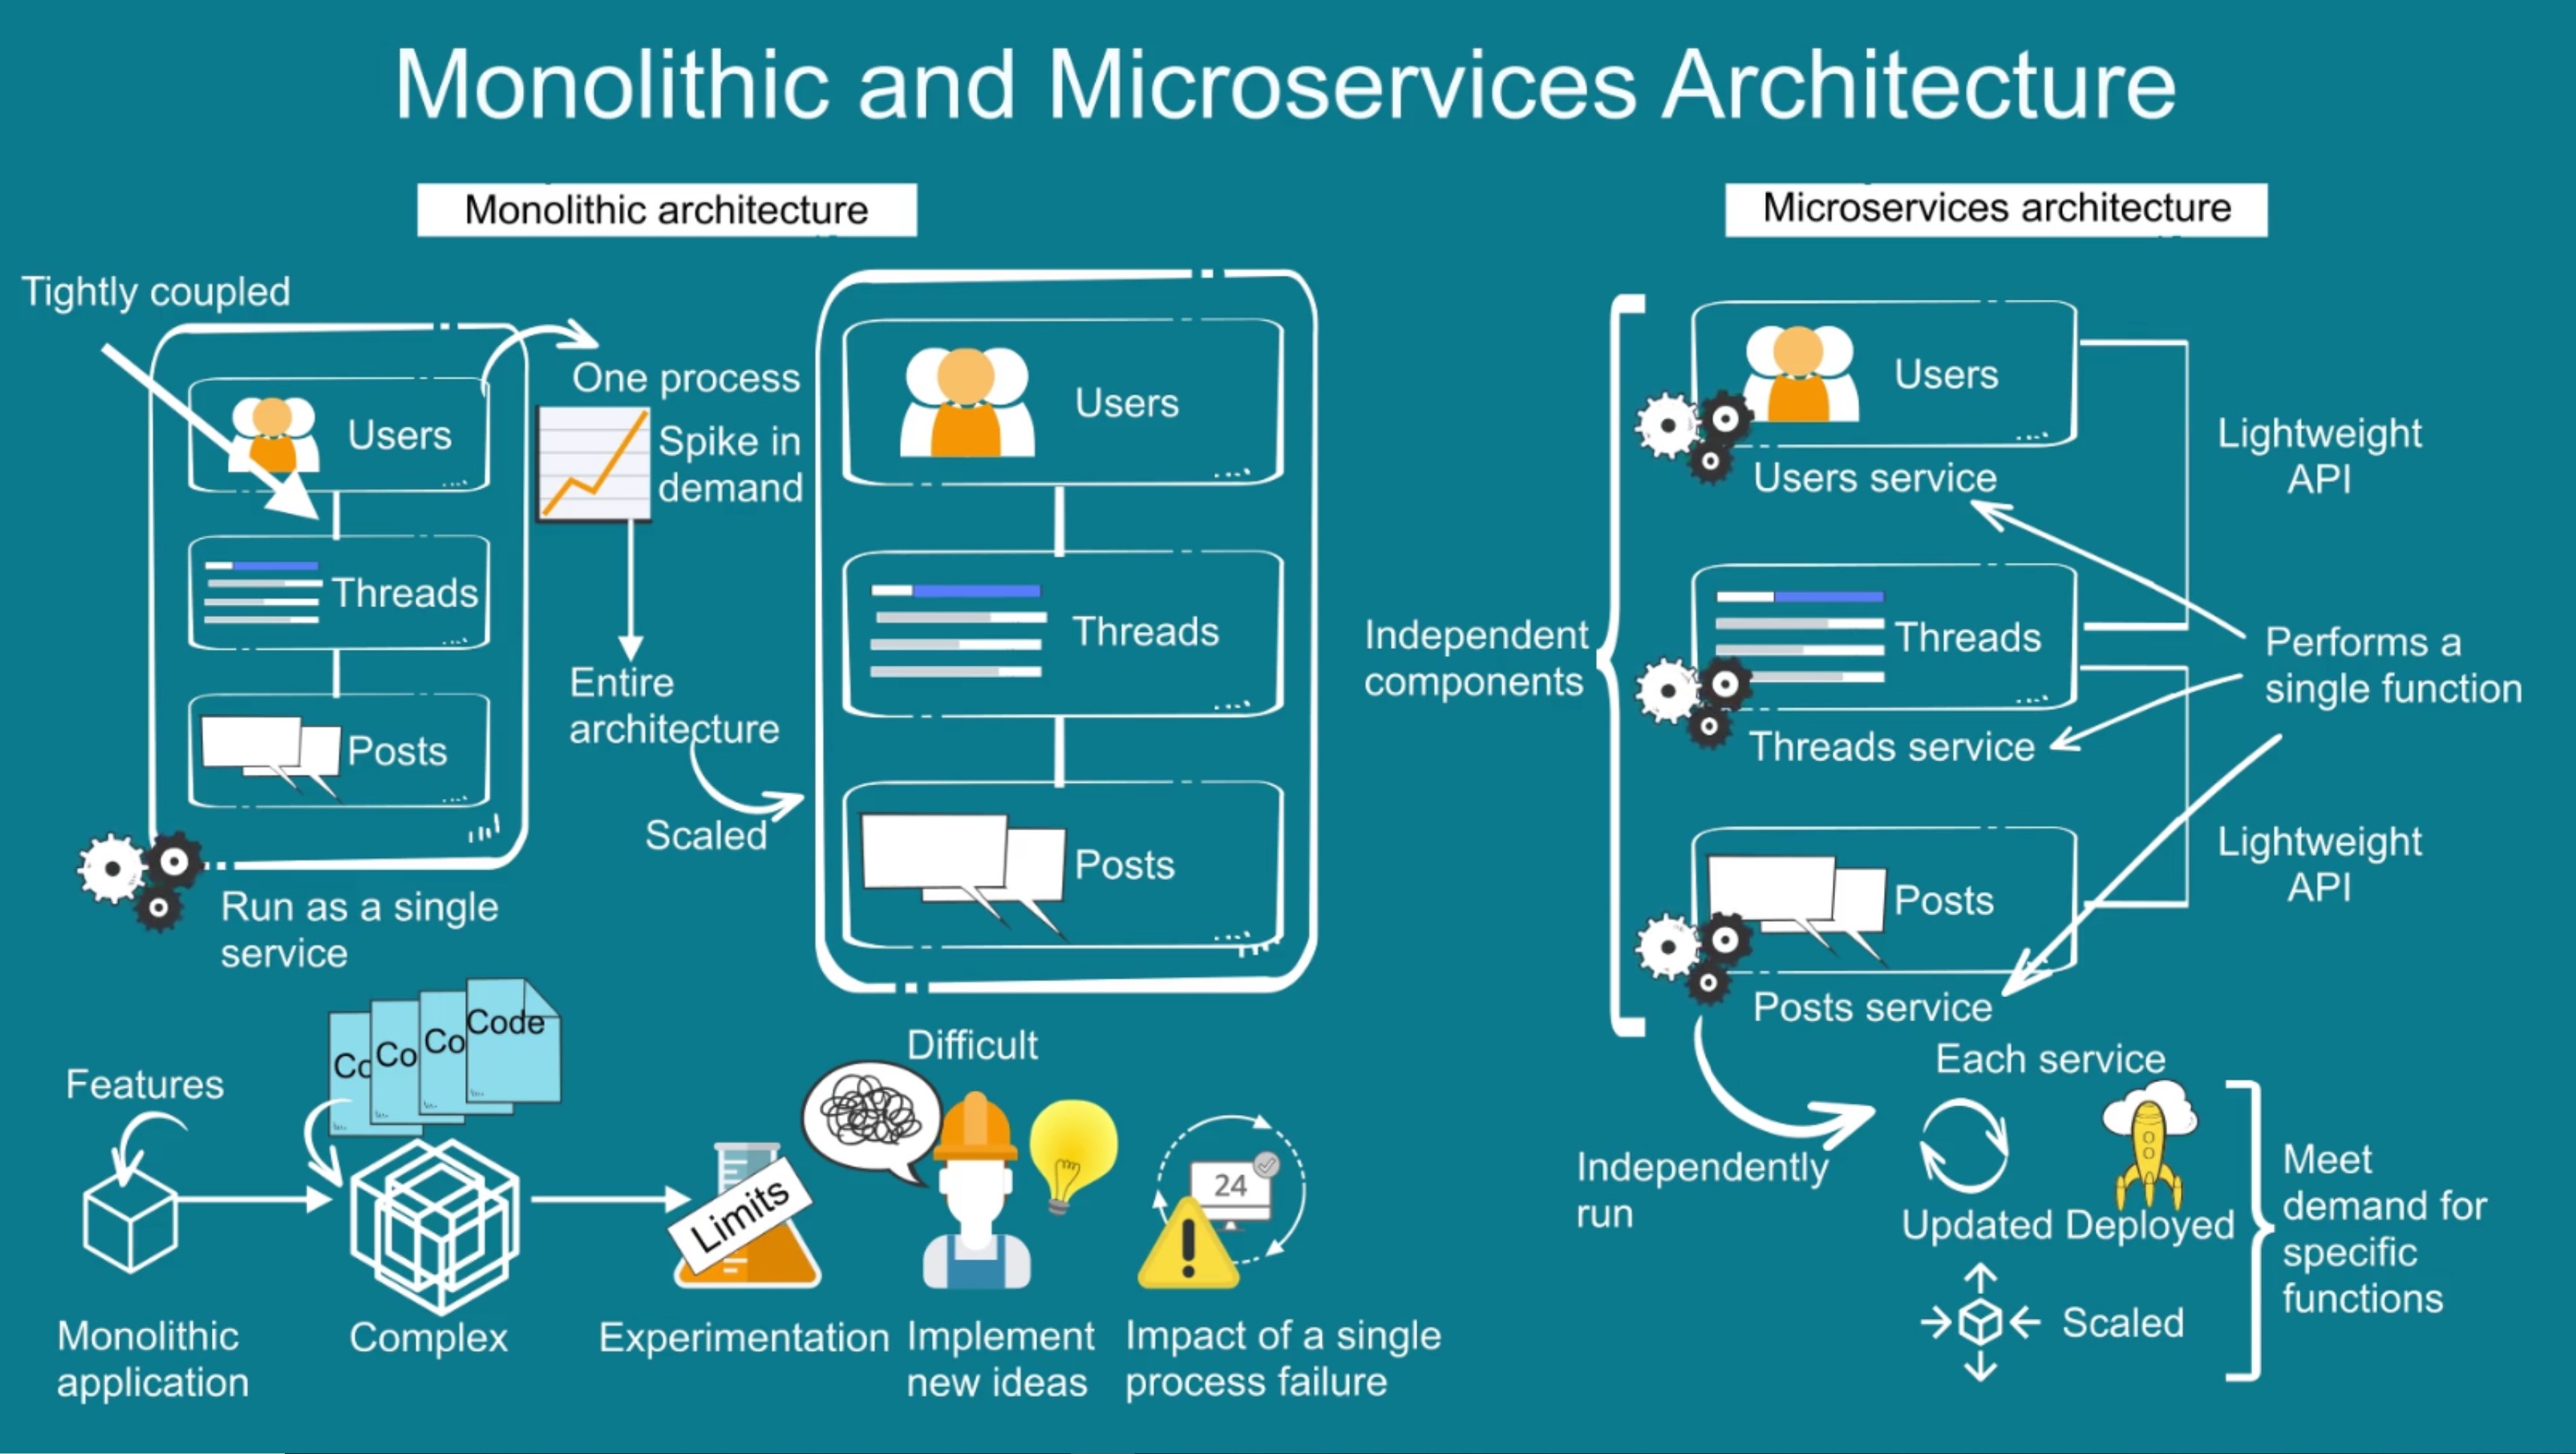 Monolithic and Microservices Architecture
Monolithic architecture
Tightly coupled
Users
Threads
Posts
Run as a single
service
One process
Spike in
demand
Entire
architecture
Scaled
Users
Threads
Posts
Features
Co
Co
Co
Code
Monolithic
application
Complex
Limits
Experimentation
Difficult
Implement
new ideas
24
Impact of a single
process failure
Microservices architecture
Independent
components
Users
Users service
Threads
Threads service
Posts
Posts service
Lightweight
API
Performs a
single function
Lightweight
API
Independently
run
Each service
Updated
Deployed
Scaled
Meet
demand for
specific
functions